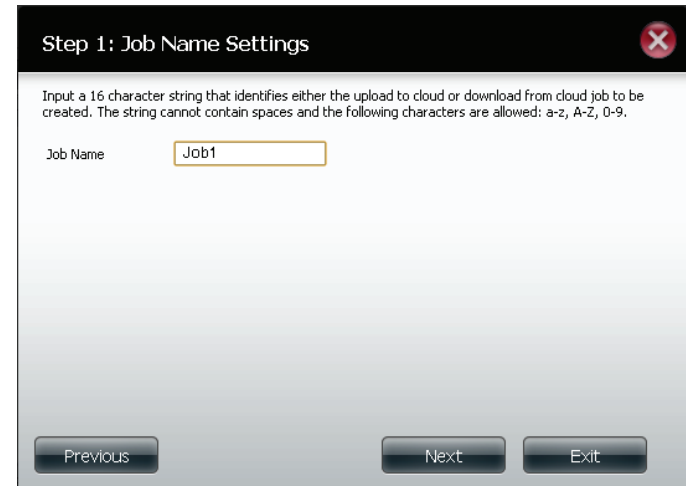 Step 1: Job Name Settings
Input a 16 character string that identifies either the upload to cloud or download from cloud job to be
created. The string cannot contain spaces and the following characters are allowed: a-z, A-Z, 0-9.
Job Name Job1
Previous Next Exit